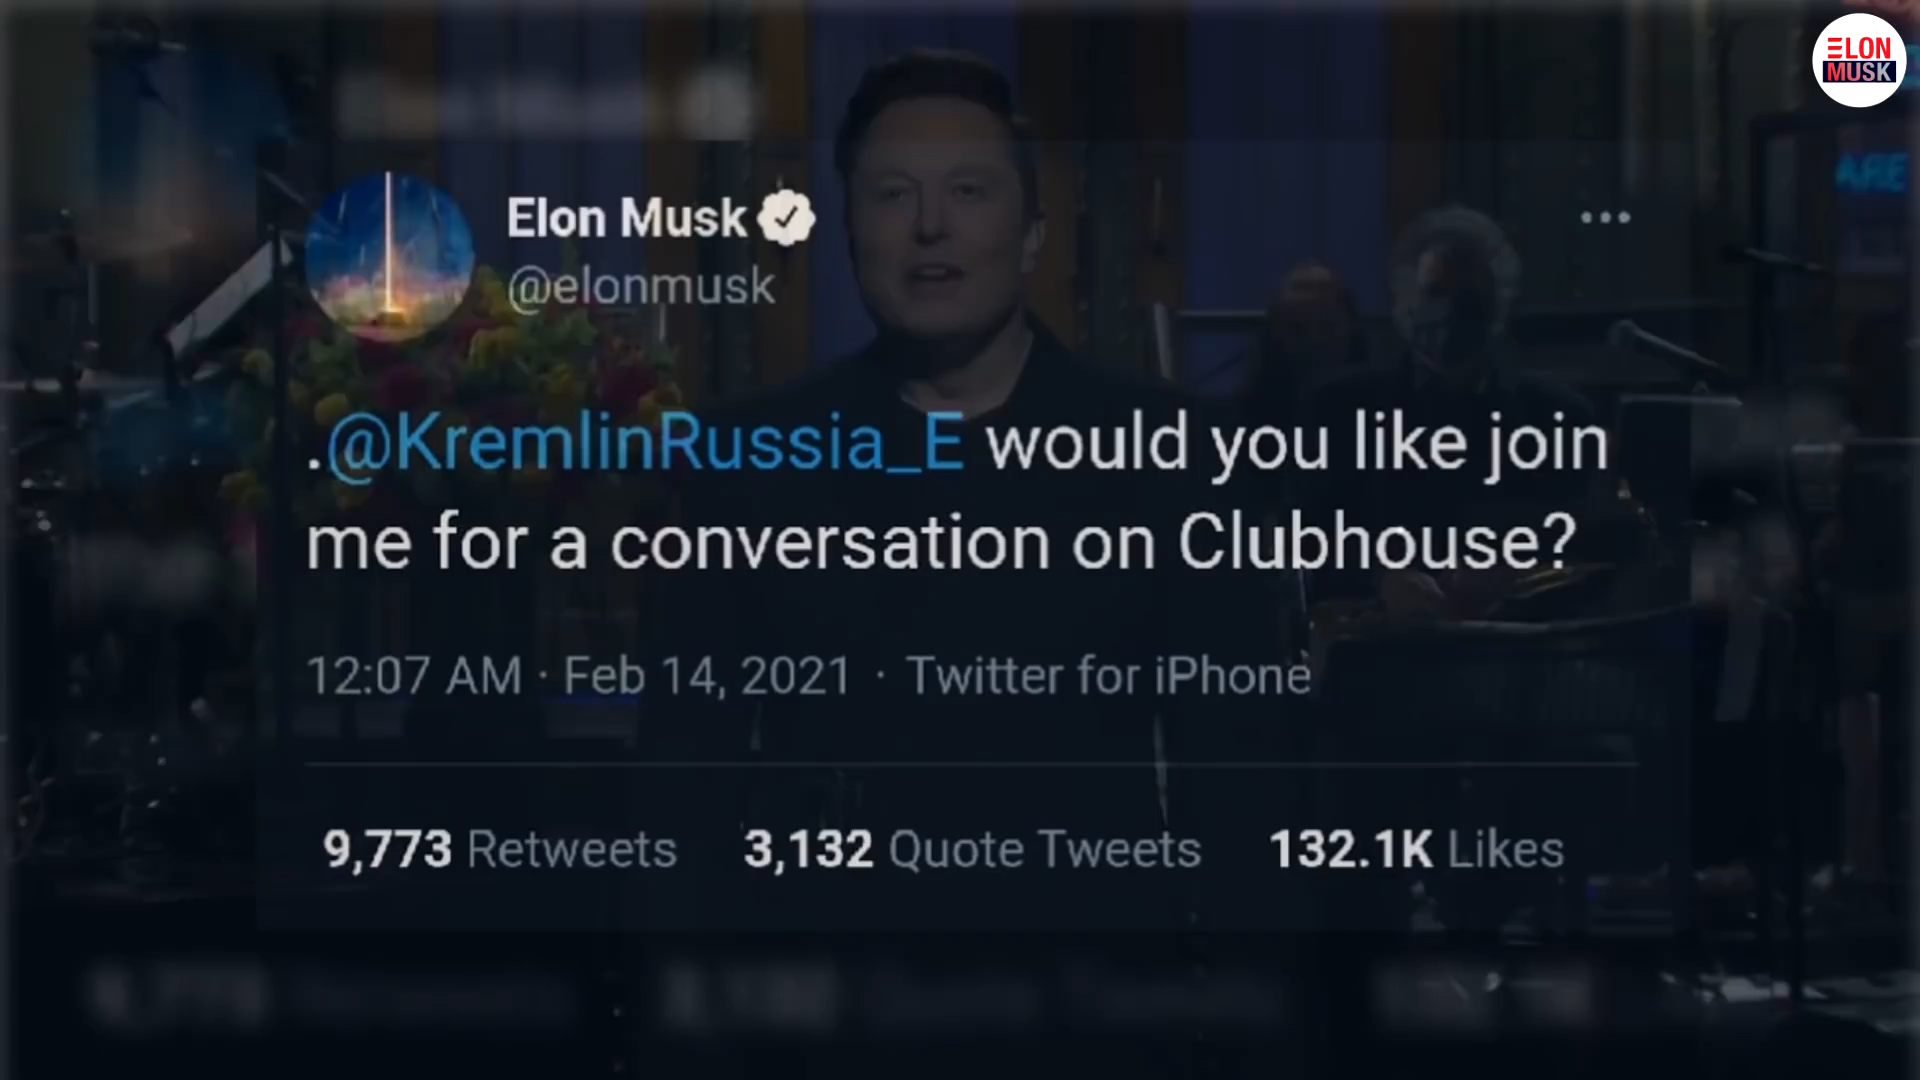 ELON
MUSK
ARE
Elon Musk
@elonmusk
.@KremlinRussia_E would you like join
me for a conversation on Clubhouse?
12:07 AM · Feb 14, 2021 · Twitter for iPhone
9,773 Retweets 3,132 Quote Tweets 132.1K Likes